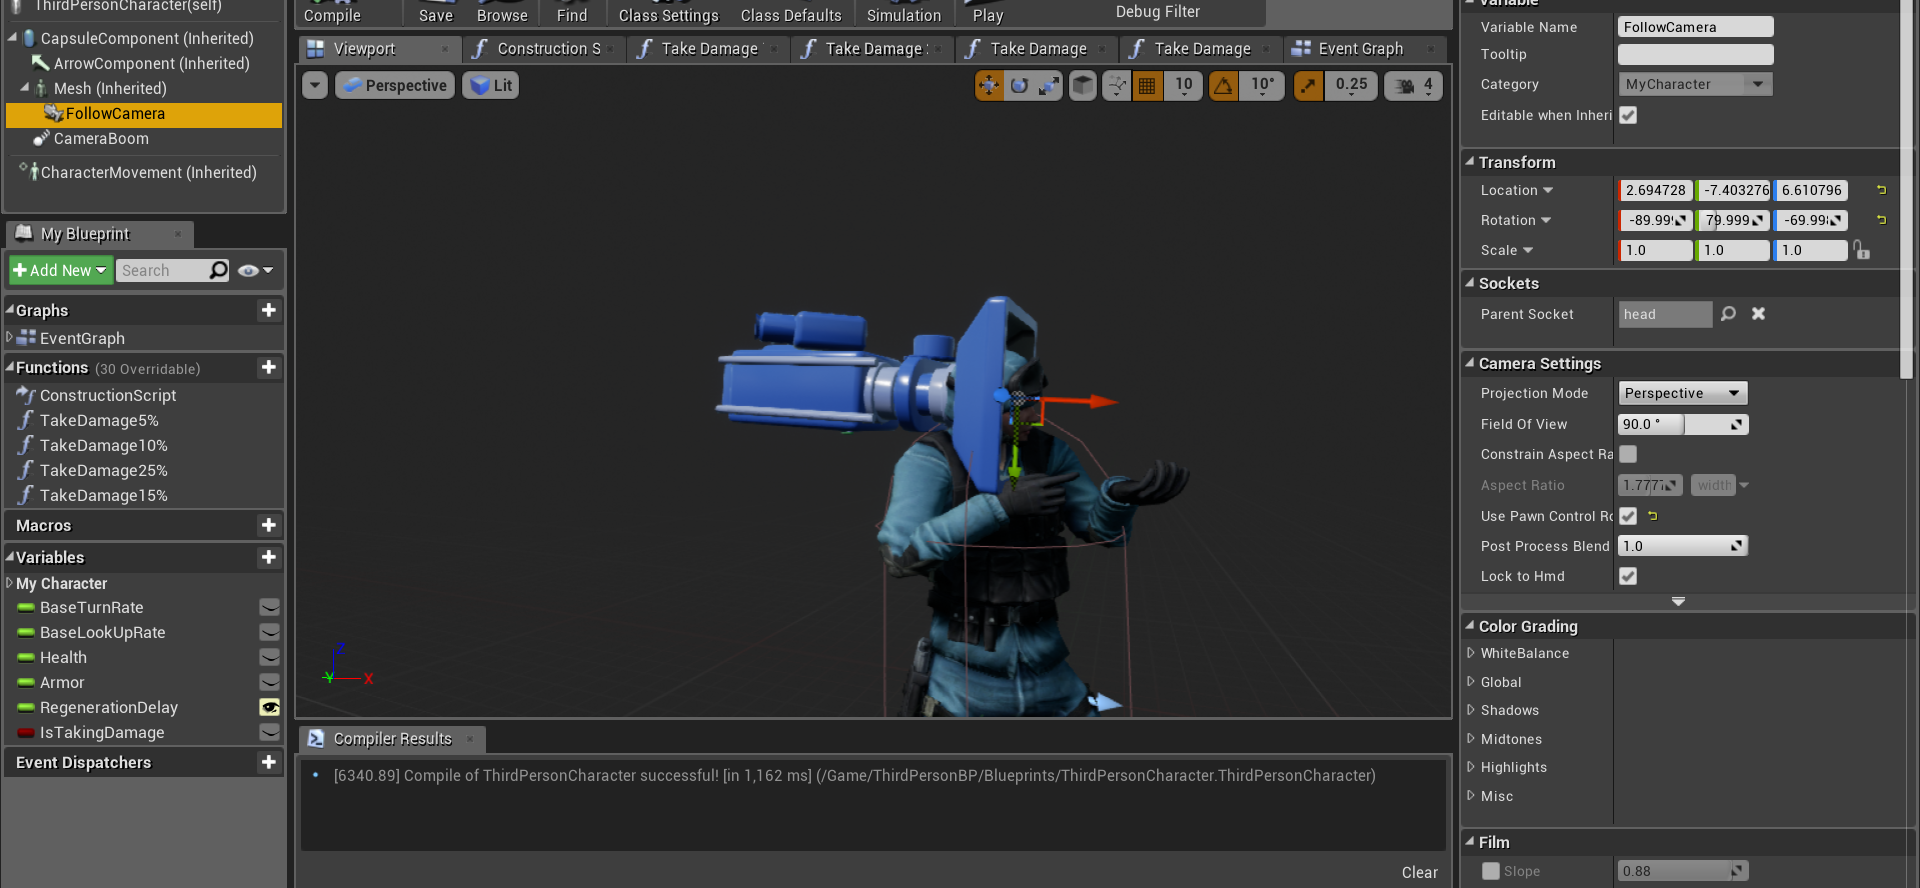 ThirdPersonCharacter(self)
CapsuleComponent (Inherited)
ArrowComponent (Inherited)
Mesh (Inherited)
FollowCamera
CameraBoom
CharacterMovement (Inherited)
My Blueprint
Add New
Search
Graphs
EventGraph
Functions (30 Overridable)
ConstructionScript
TakeDamage5%
TakeDamage10%
TakeDamage25%
TakeDamage15%
Macros
Variables
My Character
BaseTurnRate
BaseLookUpRate
Health
Armor
RegenerationDelay
IsTakingDamage
Event Dispatchers
Compile Save Browse Find Class Settings Class Defaults Simulation Play Debug Filter
Viewport Construction S Take Damage Take Damage Take Damage Take Damage Event Graph
Perspective Lit 10 10° 0.25 4
Z
Y X
Compiler Results
[6340.89] Compile of ThirdPersonCharacter successful! [in 1,162 ms] (/Game/ThirdPersonBP/Blueprints/ThirdPersonCharacter.ThirdPersonCharacter)
Clear
Variable
Variable Name FollowCamera
Tooltip
Category MyCharacter
Editable when Inheri
Transform
Location 2.694728 -7.403276 6.610796
Rotation -89.99 79.999 -69.99
Scale 1.0 1.0 1.0
Sockets
Parent Socket head
Camera Settings
Projection Mode Perspective
Field Of View 90.0 °
Constrain Aspect Ra
Aspect Ratio 1.777 width
Use Pawn Control Ro
Post Process Blend 1.0
Lock to Hmd
Color Grading
WhiteBalance
Global
Shadows
Midtones
Highlights
Misc
Film
Slope 0.88